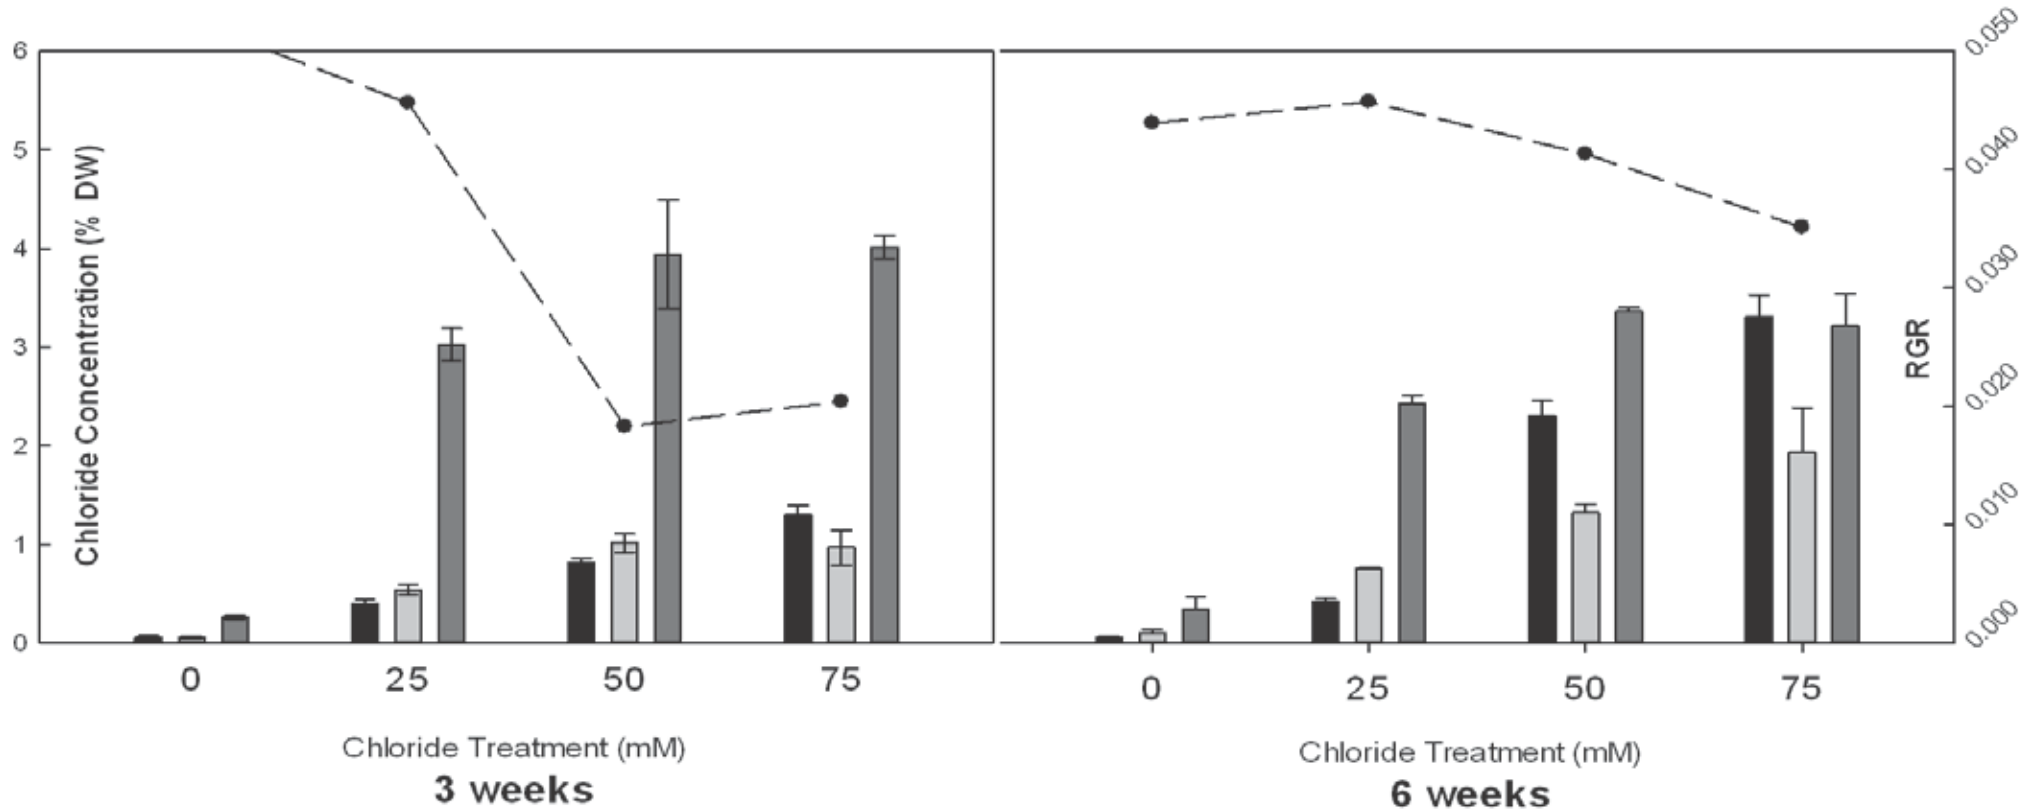 6
5
4
3
2
1
0
Chloride Concentration (% DW)
0 25 50 75
Chloride Treatment (mM)
3 weeks
0 25 50 75
Chloride Treatment (mM)
6 weeks
0.050
0.040
0.030
0.020
0.010
0.000
RGR